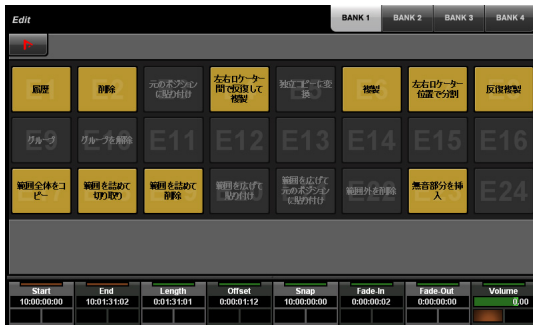 Edit
BANK 1 BANK 2 BANK 3 BANK 4
履歴
削除
元のポジション
に貼り付け
左右ロケーター
間で反復して
複製
独立コピーに変
換
複製
左右ロケーター
位置で分割
反復複製
グループ
グループを解除
E11 E12 E13 E14 E15 E16
範囲全体をコ
ピー
範囲を詰めて
切り取り
範囲を詰めて
削除
範囲を広げて
貼り付け
範囲を広げて
元のポジション
に貼り付け
範囲外を削除
無音部分を挿
入
E24
Start End Length Offset Snap Fade-In Fade-Out Volume
10:00:00:00 10:01:31:02 0:01:31:01 0:00:01:12 10:00:00:00 0:00:00:02 0:00:00:00 0.00